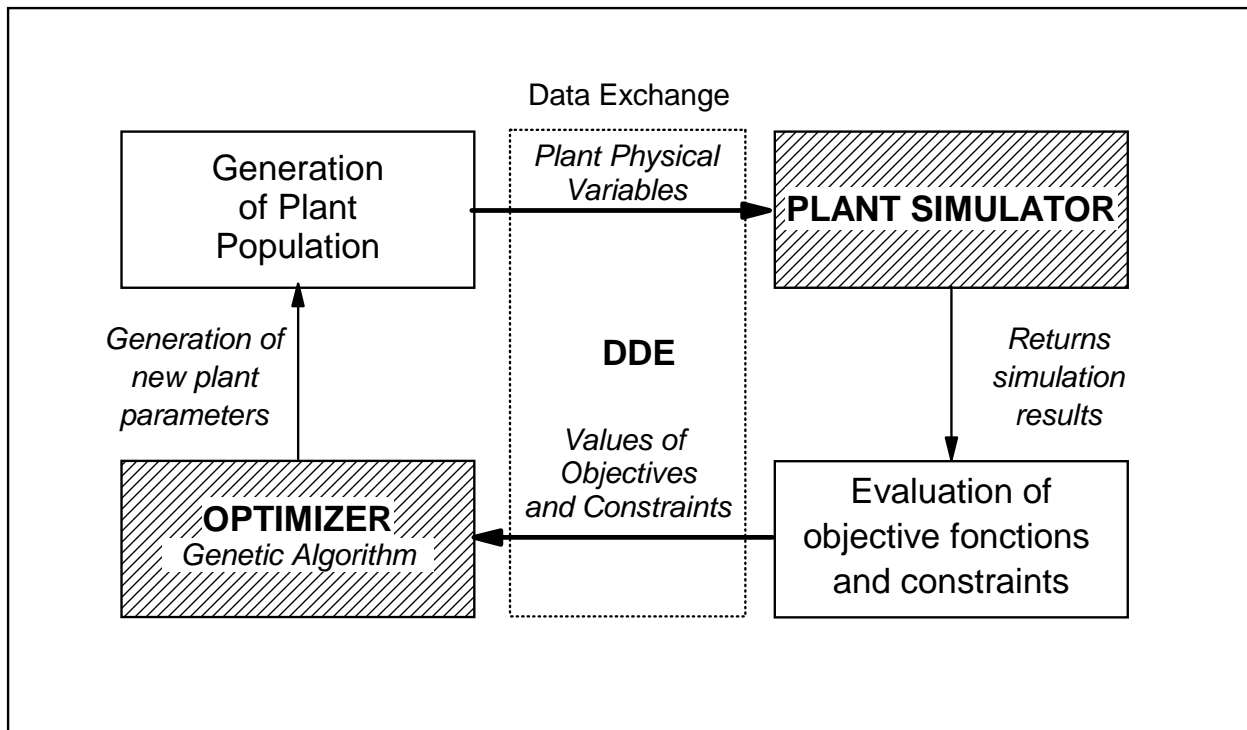 Data Exchange
Generation
of Plant
Population
Plant Physical
Variables
PLANT SIMULATOR
Generation of
new plant
parameters
DDE
Returns
simulation
results
Values of
Objectives
and Constraints
OPTIMIZER
Genetic Algorithm
Evaluation of
objective fonctions
and constraints